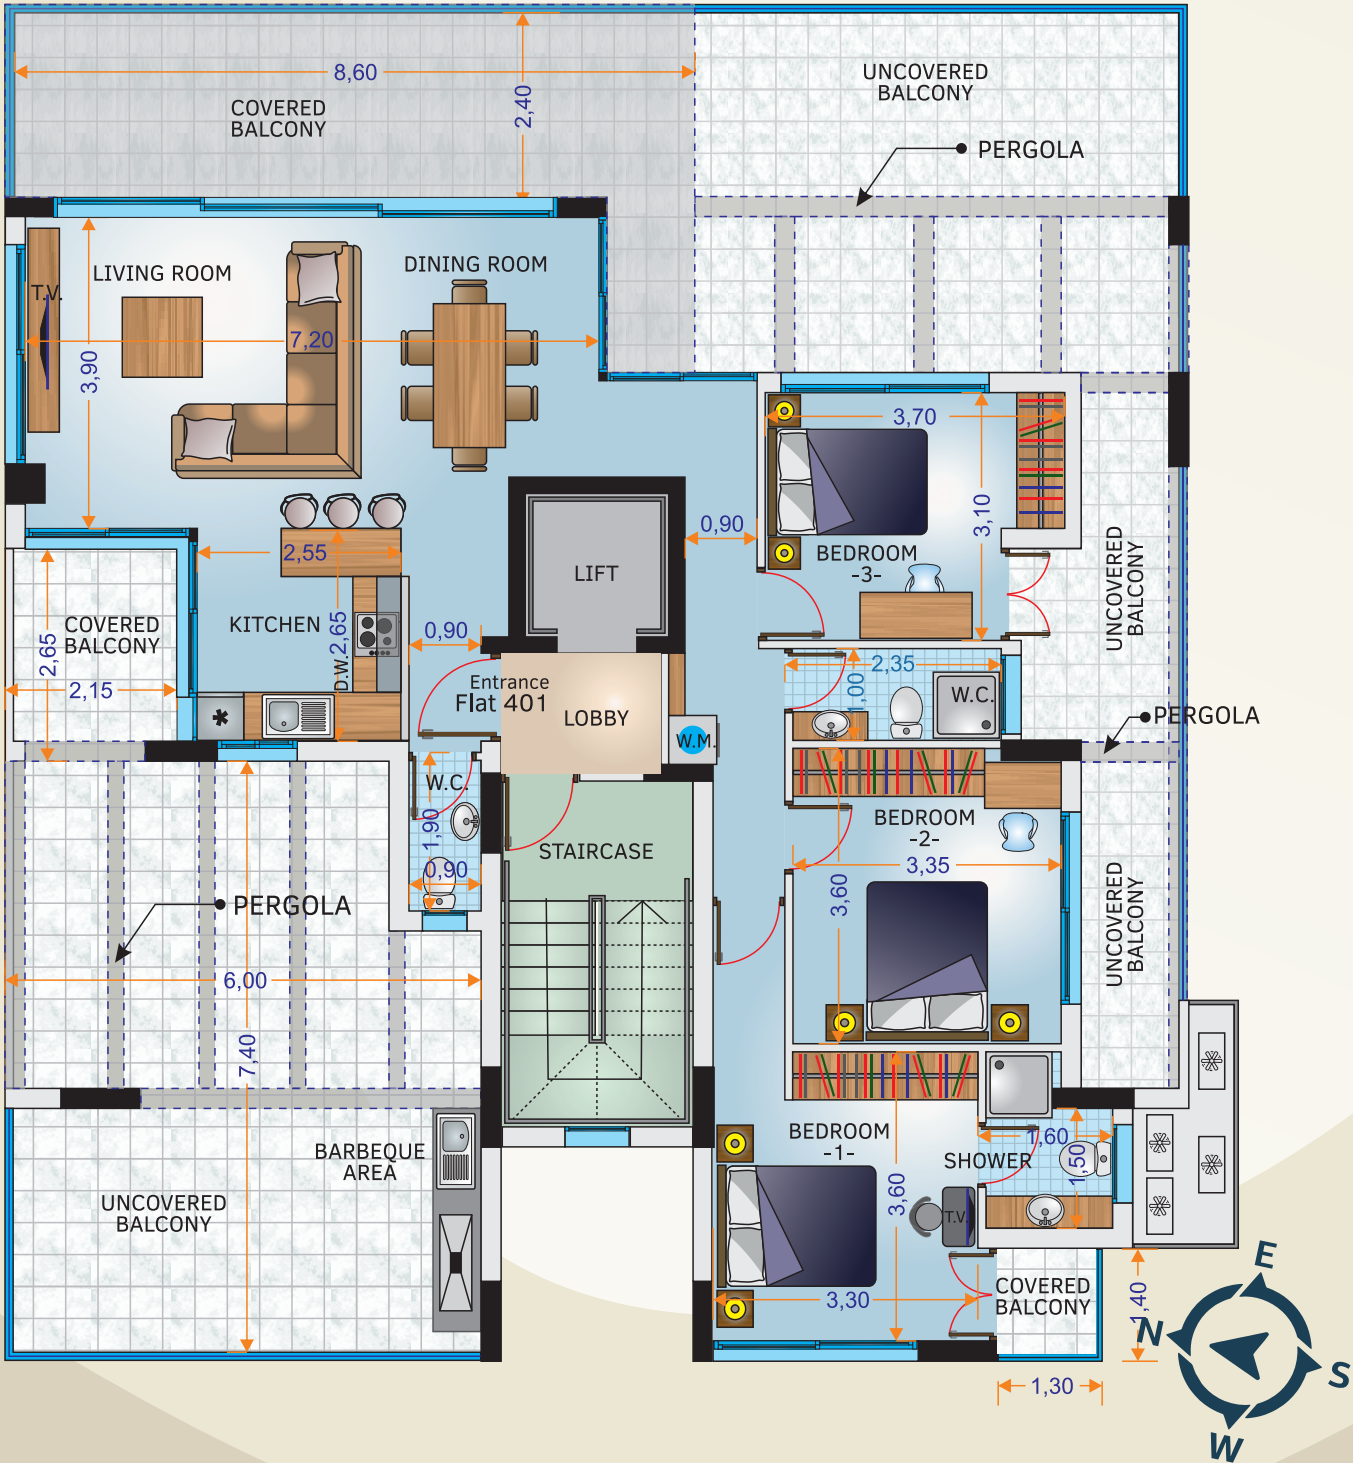 8,60
2,40
COVERED
BALCONY
UNCOVERED
BALCONY
PERGOLA
LIVING ROOM
DINING ROOM
T.V.
7,20
3,90
3,70
3,10
BEDROOM
-3-
0,90
LIFT
2,55
KITCHEN
2,65
D.W.
COVERED
BALCONY
2,65
2,15
0,90
Entrance
Flat 401
LOBBY
W.M.
2,35
1,00
W.C.
UNCOVERED
BALCONY
PERGOLA
W.C.
1,90
0,90
STAIRCASE
BEDROOM
-2-
3,35
3,60
UNCOVERED
BALCONY
PERGOLA
6,00
7,40
BARBEQUE
AREA
UNCOVERED
BALCONY
BEDROOM
-1-
3,60
3,30
T.V.
SHOWER
1,60
1,50
COVERED
BALCONY
1,40
1,30
E
N
S
W